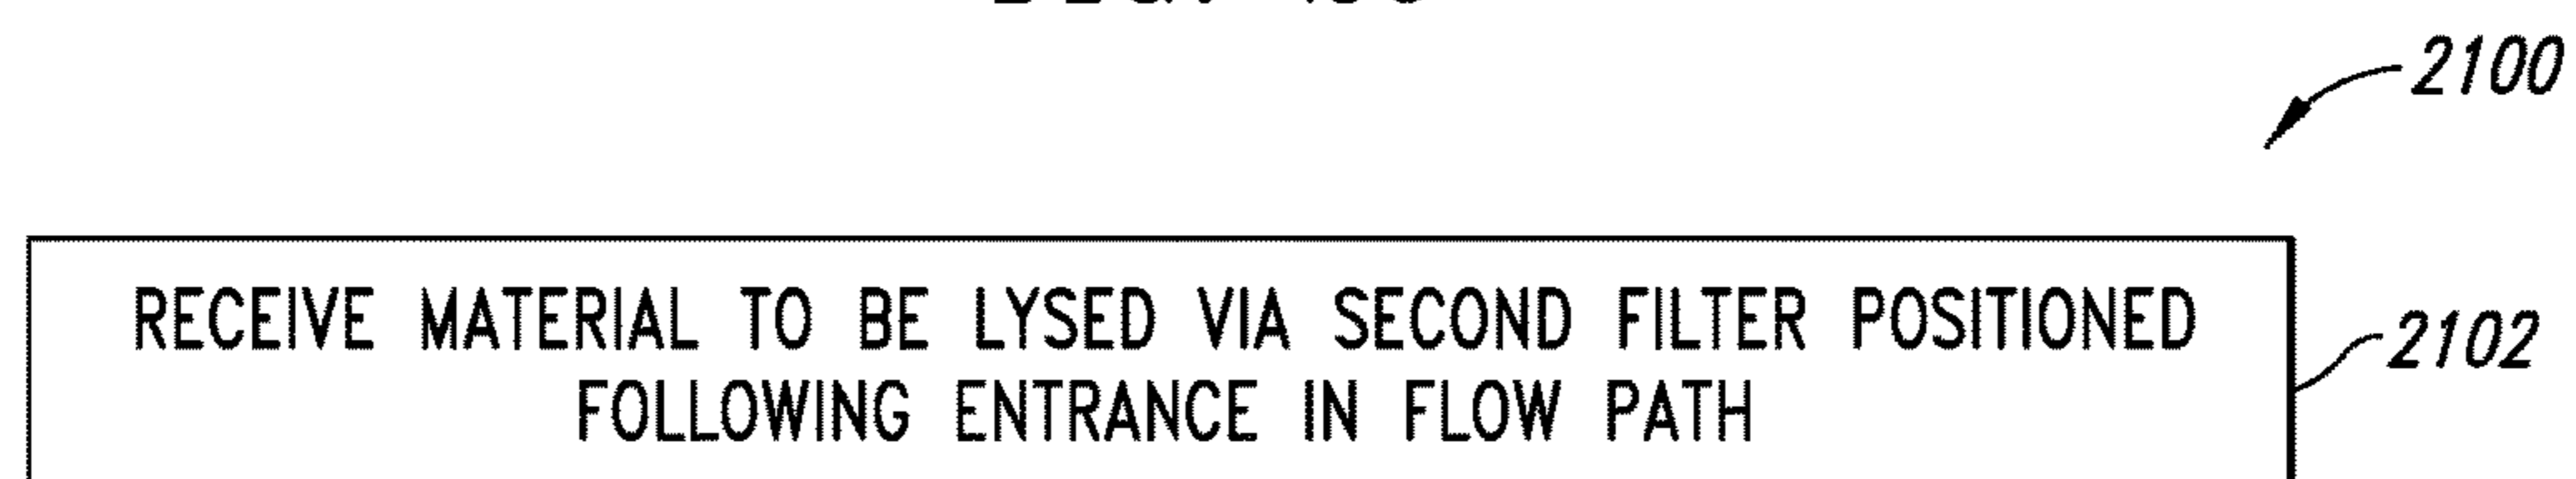 2100
RECEIVE MATERIAL TO BE LYSED VIA SECOND FILTER POSITIONED
FOLLOWING ENTRANCE IN FLOW PATH
2102